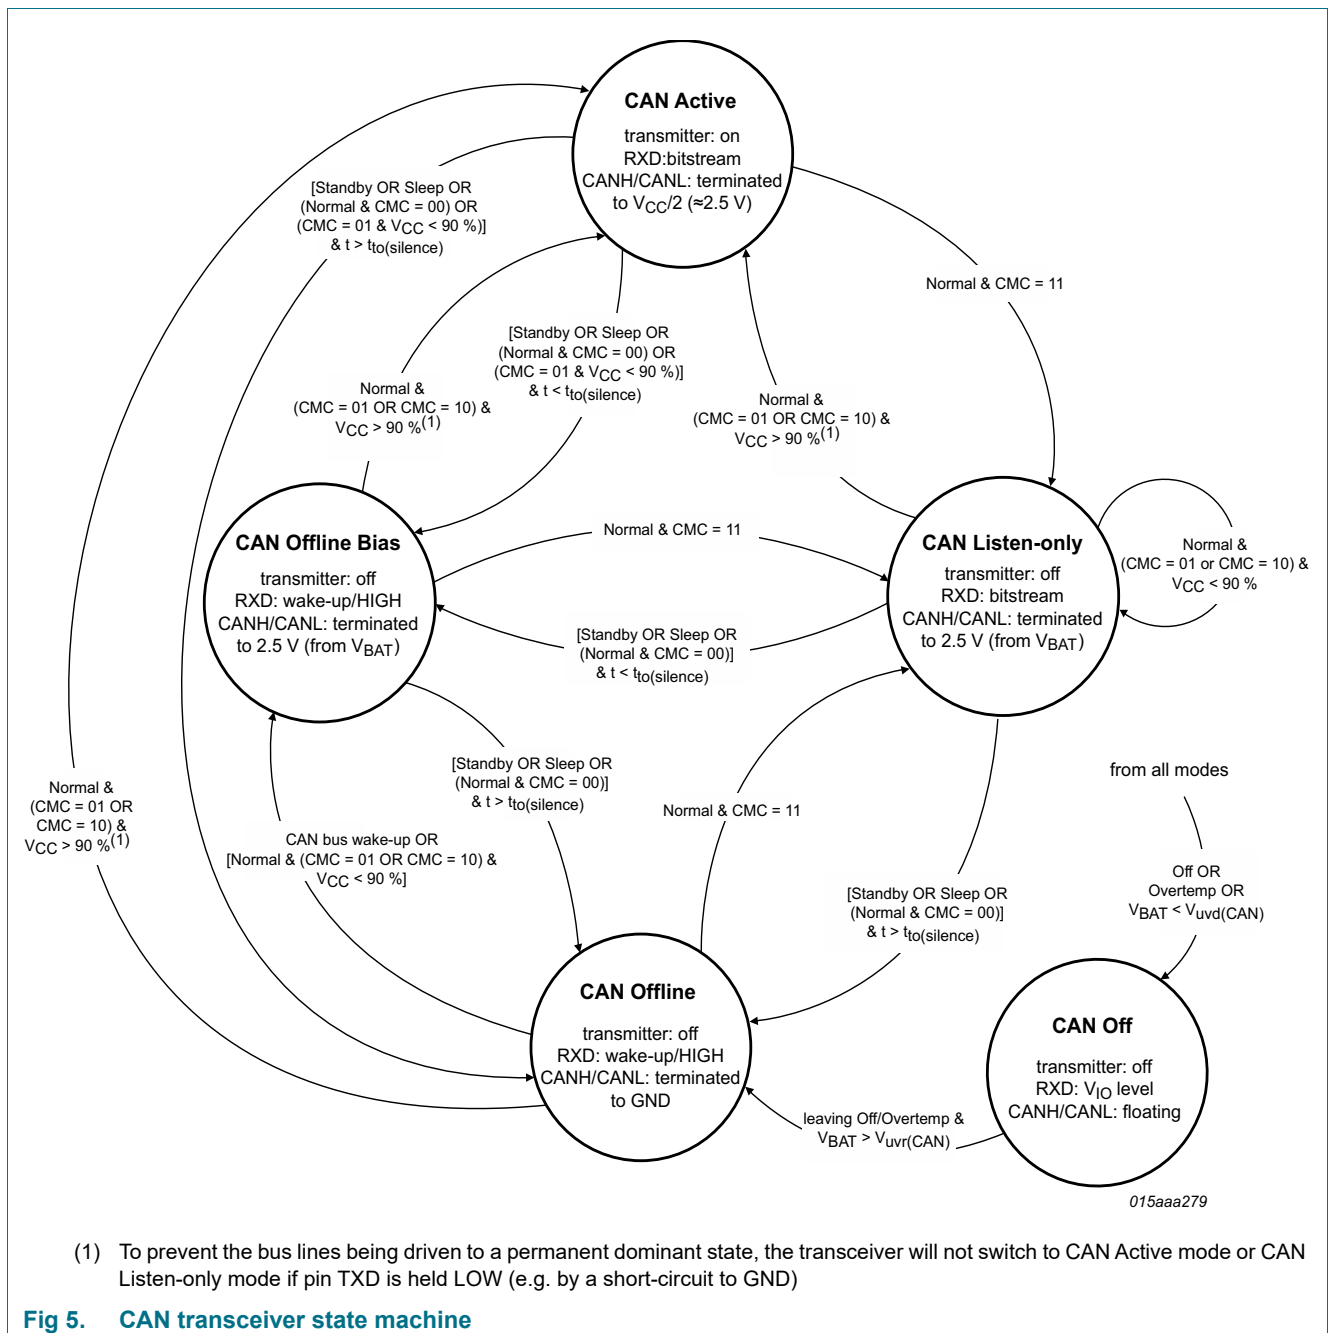 CAN Active
transmitter: on
RXD:bitstream
CANH/CANL: terminated
to VCC/2 (≈2.5 V)
[Standby OR Sleep OR
(Normal & CMC = 00) OR
(CMC = 01 & VCC < 90 %)]
& t > tto(silence)
Normal & CMC = 11
[Standby OR Sleep OR
(Normal & CMC = 00) OR
(CMC = 01 & VCC < 90 %)]
& t < tto(silence)
Normal &
(CMC = 01 OR CMC = 10) &
VCC > 90 %(1)
Normal &
(CMC = 01 OR CMC = 10) &
VCC > 90 %(1)
CAN Offline Bias
transmitter: off
RXD: wake-up/HIGH
CANH/CANL: terminated
to 2.5 V (from VBAT)
Normal & CMC = 11
CAN Listen-only
transmitter: off
RXD: bitstream
CANH/CANL: terminated
to 2.5 V (from VBAT)
Normal &
(CMC = 01 or CMC = 10) &
VCC < 90 %
[Standby OR Sleep OR
(Normal & CMC = 00)]
& t < tto(silence)
[Standby OR Sleep OR
(Normal & CMC = 00)]
& t > tto(silence)
Normal & CMC = 11
from all modes
Normal &
(CMC = 01 OR
CMC = 10) &
VCC > 90 %(1)
CAN bus wake-up OR
[Normal & (CMC = 01 OR CMC = 10) &
VCC < 90 %]
[Standby OR Sleep OR
(Normal & CMC = 00)]
& t > tto(silence)
Off OR
Overtemp OR
VBAT < Vuvd(CAN)
CAN Offline
transmitter: off
RXD: wake-up/HIGH
CANH/CANL: terminated
to GND
CAN Off
transmitter: off
RXD: VIO level
CANH/CANL: floating
leaving Off/Overtemp &
VBAT > Vuvr(CAN)
015aaa279
(1) To prevent the bus lines being driven to a permanent dominant state, the transceiver will not switch to CAN Active mode or CAN
Listen-only mode if pin TXD is held LOW (e.g. by a short-circuit to GND)
Fig 5. CAN transceiver state machine